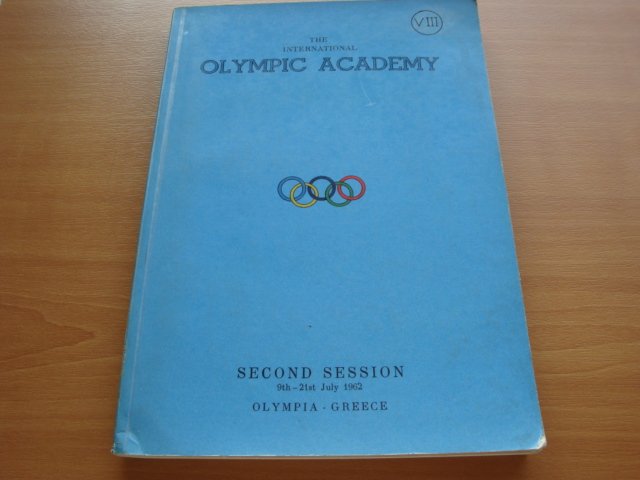 VIII
THE
INTERNATIONAL
OLYMPIC ACADEMY
SECOND SESSION
9th-21st July 1962
OLYMPIA - GREECE